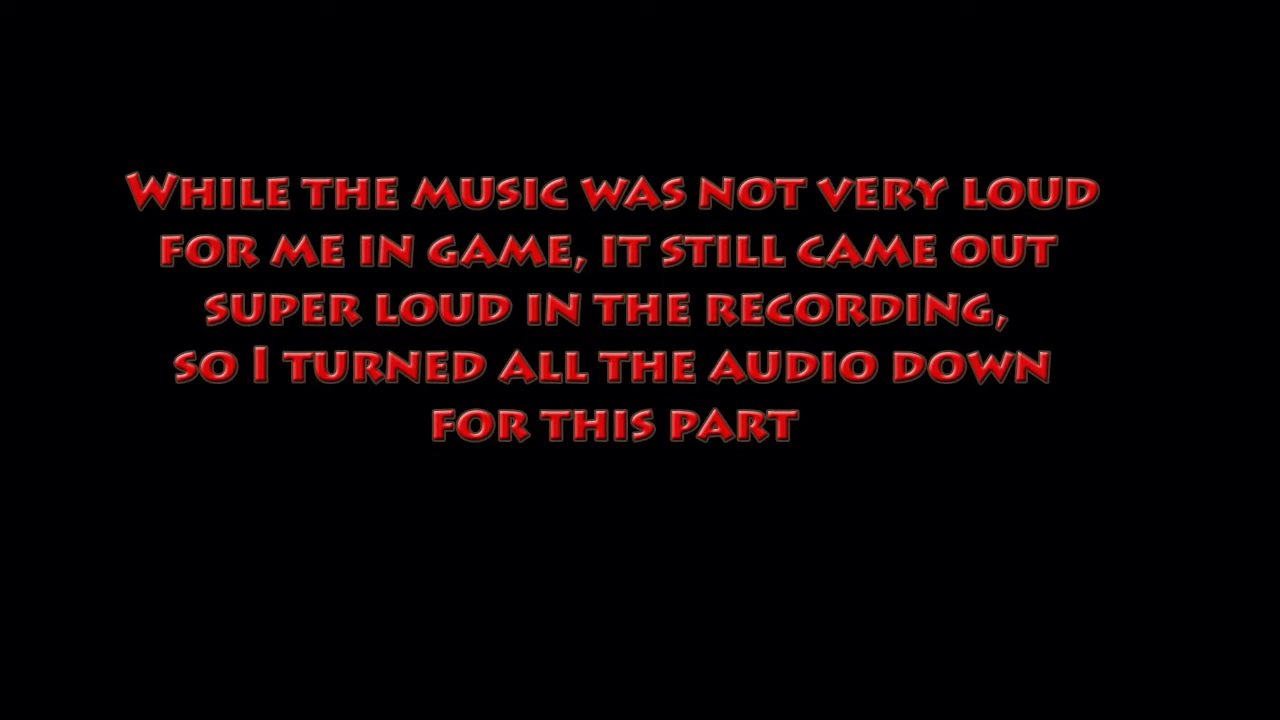 While the music was not very loud
for me in game, it still came out
super loud in the recording,
so I turned all the audio down
for this part